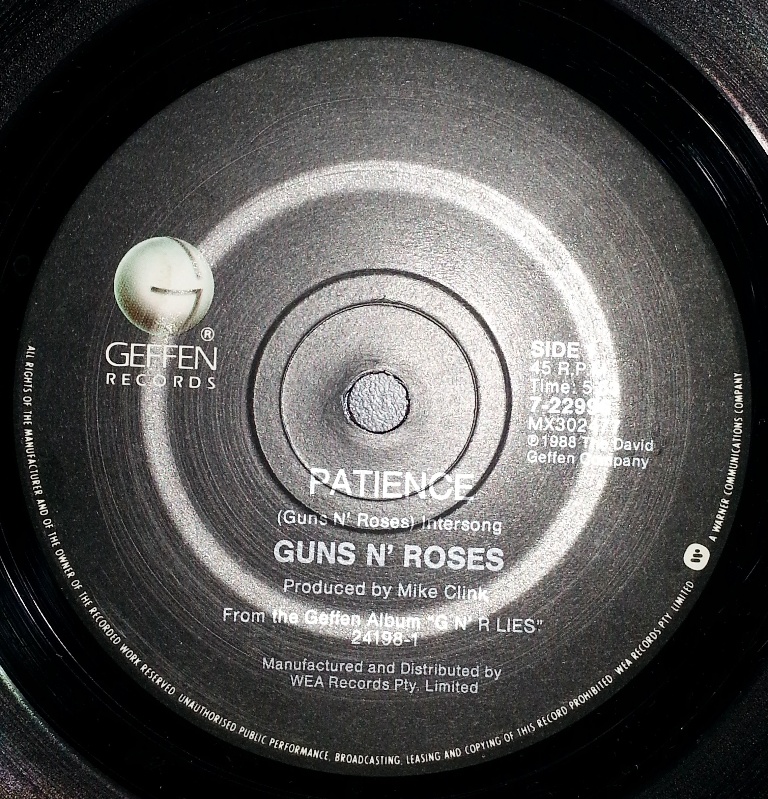 GEFFEN
RECORDS
®
SIDE
45 R.P
Time:
MX302
℗1988 The David
Geffen Company
PATIENCE
(Guns N' Roses) Intersong
GUNS N' ROSES
Produced by Mike Clink
From the Geffen Album "G N' R LIES"
24198-1
Manufactured and Distributed by
WEA Records Pty. Limited
ALL RIGHTS OF THE MANUFACTURER AND OF THE OWNER OF THE RECORDED WORK RESERVED. UNAUTHORISED PUBLIC PERFORMANCE, BROADCASTING, LEASING AND COPYING OF THIS RECORD PROHIBITED. WEA RECORDS PTY. LIMITED A WARNER COMMUNICATIONS COMPANY